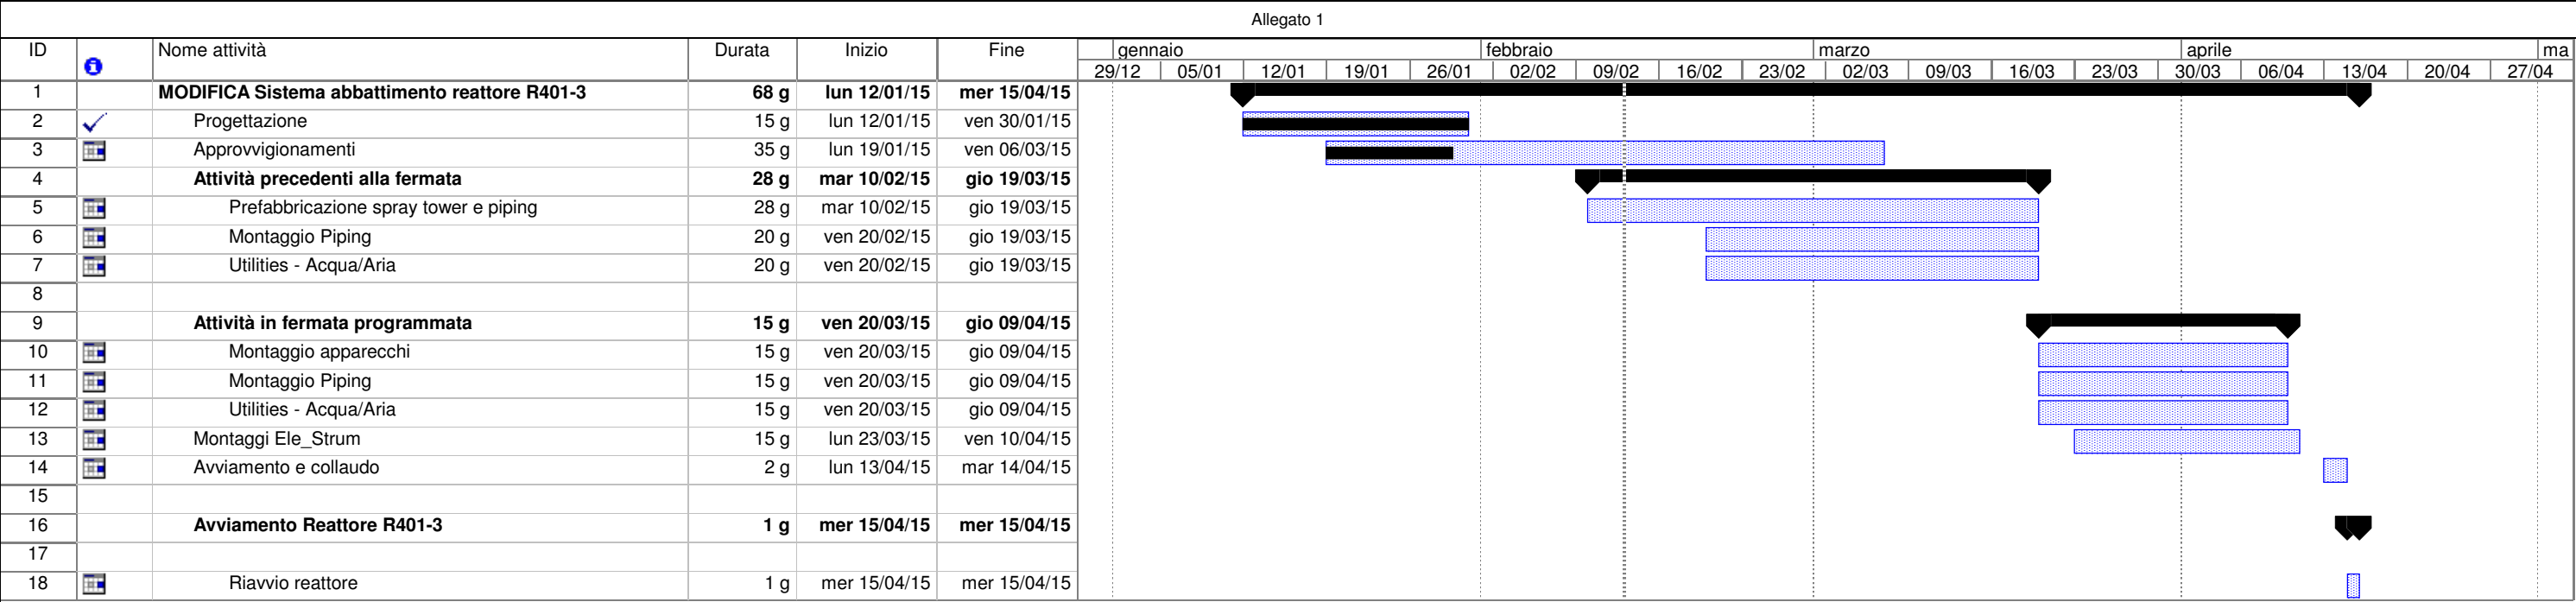 Allegato 1
ID Nome attività Durata Inizio Fine gennaio febbraio marzo aprile ma
29/12 05/01 12/01 19/01 26/01 02/02 09/02 16/02 23/02 02/03 09/03 16/03 23/03 30/03 06/04 13/04 20/04 27/04
1 MODIFICA Sistema abbattimento reattore R401-3 68 g lun 12/01/15 mer 15/04/15
2 Progettazione 15 g lun 12/01/15 ven 30/01/15
3 Approvvigionamenti 35 g lun 19/01/15 ven 06/03/15
4 Attività precedenti alla fermata 28 g mar 10/02/15 gio 19/03/15
5 Prefabbricazione spray tower e piping 28 g mar 10/02/15 gio 19/03/15
6 Montaggio Piping 20 g ven 20/02/15 gio 19/03/15
7 Utilities - Acqua/Aria 20 g ven 20/02/15 gio 19/03/15
8
9 Attività in fermata programmata 15 g ven 20/03/15 gio 09/04/15
10 Montaggio apparecchi 15 g ven 20/03/15 gio 09/04/15
11 Montaggio Piping 15 g ven 20/03/15 gio 09/04/15
12 Utilities - Acqua/Aria 15 g ven 20/03/15 gio 09/04/15
13 Montaggi Ele_Strum 15 g lun 23/03/15 ven 10/04/15
14 Avviamento e collaudo 2 g lun 13/04/15 mar 14/04/15
15
16 Avviamento Reattore R401-3 1 g mer 15/04/15 mer 15/04/15
17
18 Riavvio reattore 1 g mer 15/04/15 mer 15/04/15